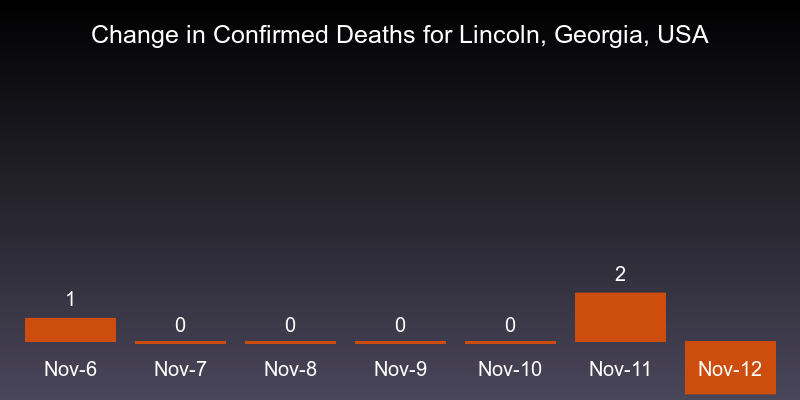 Change in Confirmed Deaths for Lincoln, Georgia, USA
1
0
0
0
0
2
Nov-6
Nov-7
Nov-8
Nov-9
Nov-10
Nov-11
Nov-12